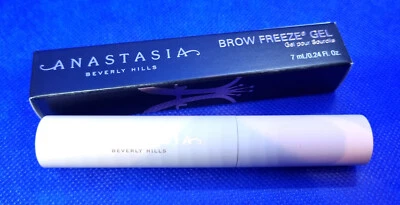 ANASTASIA
BEVERLY HILLS
BROW FREEZE® GEL
Gel pour Sourcils
7 mL/0.24 Fl. Oz.
BEVERLY HILLS